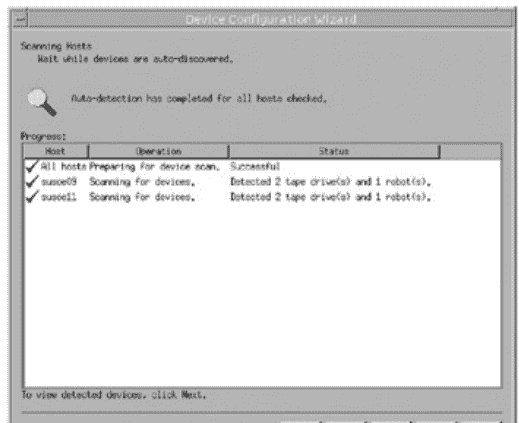 Device Configuration Wizard
Scanning Hosts
Wait while devices are auto-discovered.
Auto-detection has completed for all hosts checked.
Progress:
Host Operation Status
All hosts Preparing for device scan. Successful
susoe09 Scanning for devices. Detected 2 tape drive(s) and 1 robot(s).
susoe11 Scanning for devices. Detected 2 tape drive(s) and 1 robot(s).
To view detected devices, click Next.